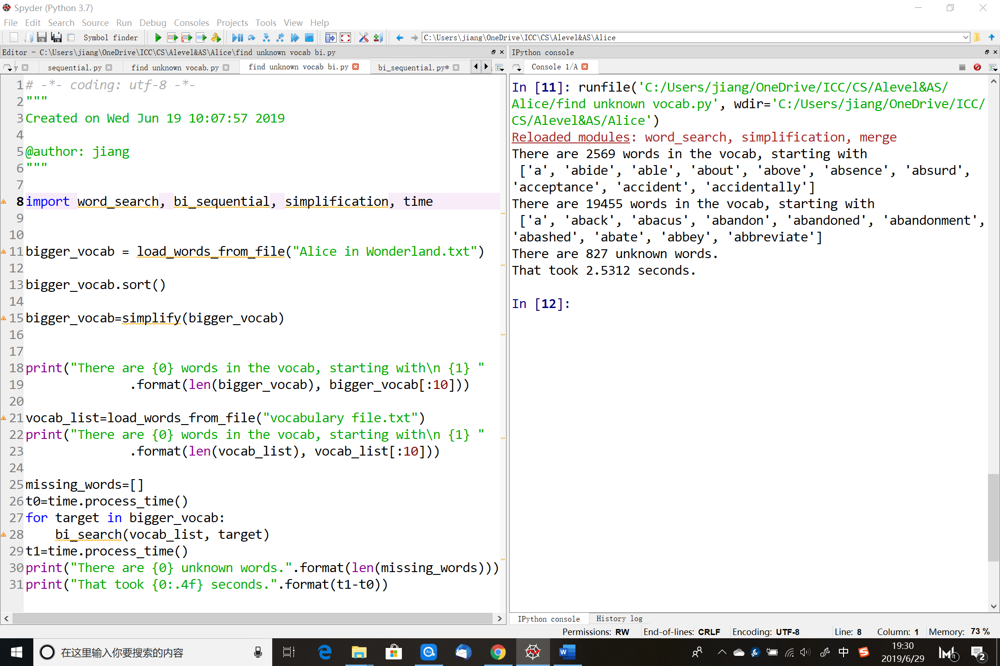 Spyder (Python 3.7)
File Edit Search Source Run Debug Consoles Projects Tools View Help
Symbol finder
C:\Users\jiang\OneDrive\ICC\CS\Alevel&AS\Alice
Editor - C:\Users\jiang\OneDrive\ICC\CS\Alevel&AS\Alice\find unknown vocab bi.py
y sequential.py find unknown vocab.py find unknown vocab bi.py bi_sequential.py*
1 # -*- coding: utf-8 -*-
2 """
3 Created on Wed Jun 19 10:07:57 2019
4
5 @author: jiang
6 """
7
8 import word_search, bi_sequential, simplification, time
9
10
11 bigger_vocab = load_words_from_file("Alice in Wonderland.txt")
12
13 bigger_vocab.sort()
14
15 bigger_vocab=simplify(bigger_vocab)
16
17
18 print("There are {0} words in the vocab, starting with\n {1} "
19               .format(len(bigger_vocab), bigger_vocab[:10]))
20
21 vocab_list=load_words_from_file("vocabulary file.txt")
22 print("There are {0} words in the vocab, starting with\n {1} "
23               .format(len(vocab_list), vocab_list[:10]))
24
25 missing_words=[]
26 t0=time.process_time()
27 for target in bigger_vocab:
28     bi_search(vocab_list, target)
29 t1=time.process_time()
30 print("There are {0} unknown words.".format(len(missing_words)))
31 print("That took {0:.4f} seconds.".format(t1-t0))
IPython console
Console 1/A
In [11]: runfile('C:/Users/jiang/OneDrive/ICC/CS/Alevel&AS/
Alice/find unknown vocab.py', wdir='C:/Users/jiang/OneDrive/ICC/
CS/Alevel&AS/Alice')
Reloaded modules: word_search, simplification, merge
There are 2569 words in the vocab, starting with
 ['a', 'abide', 'able', 'about', 'above', 'absence', 'absurd',
'acceptance', 'accident', 'accidentally']
There are 19455 words in the vocab, starting with
 ['a', 'aback', 'abacus', 'abandon', 'abandoned', 'abandonment',
'abashed', 'abate', 'abbey', 'abbreviate']
There are 827 unknown words.
That took 2.5312 seconds.
In [12]:
IPython console History log
Permissions: RW End-of-lines: CRLF Encoding: UTF-8 Line: 8 Column: 1 Memory: 73 %
在这里输入你要搜索的内容
中
19:30
2019/6/29
1
2